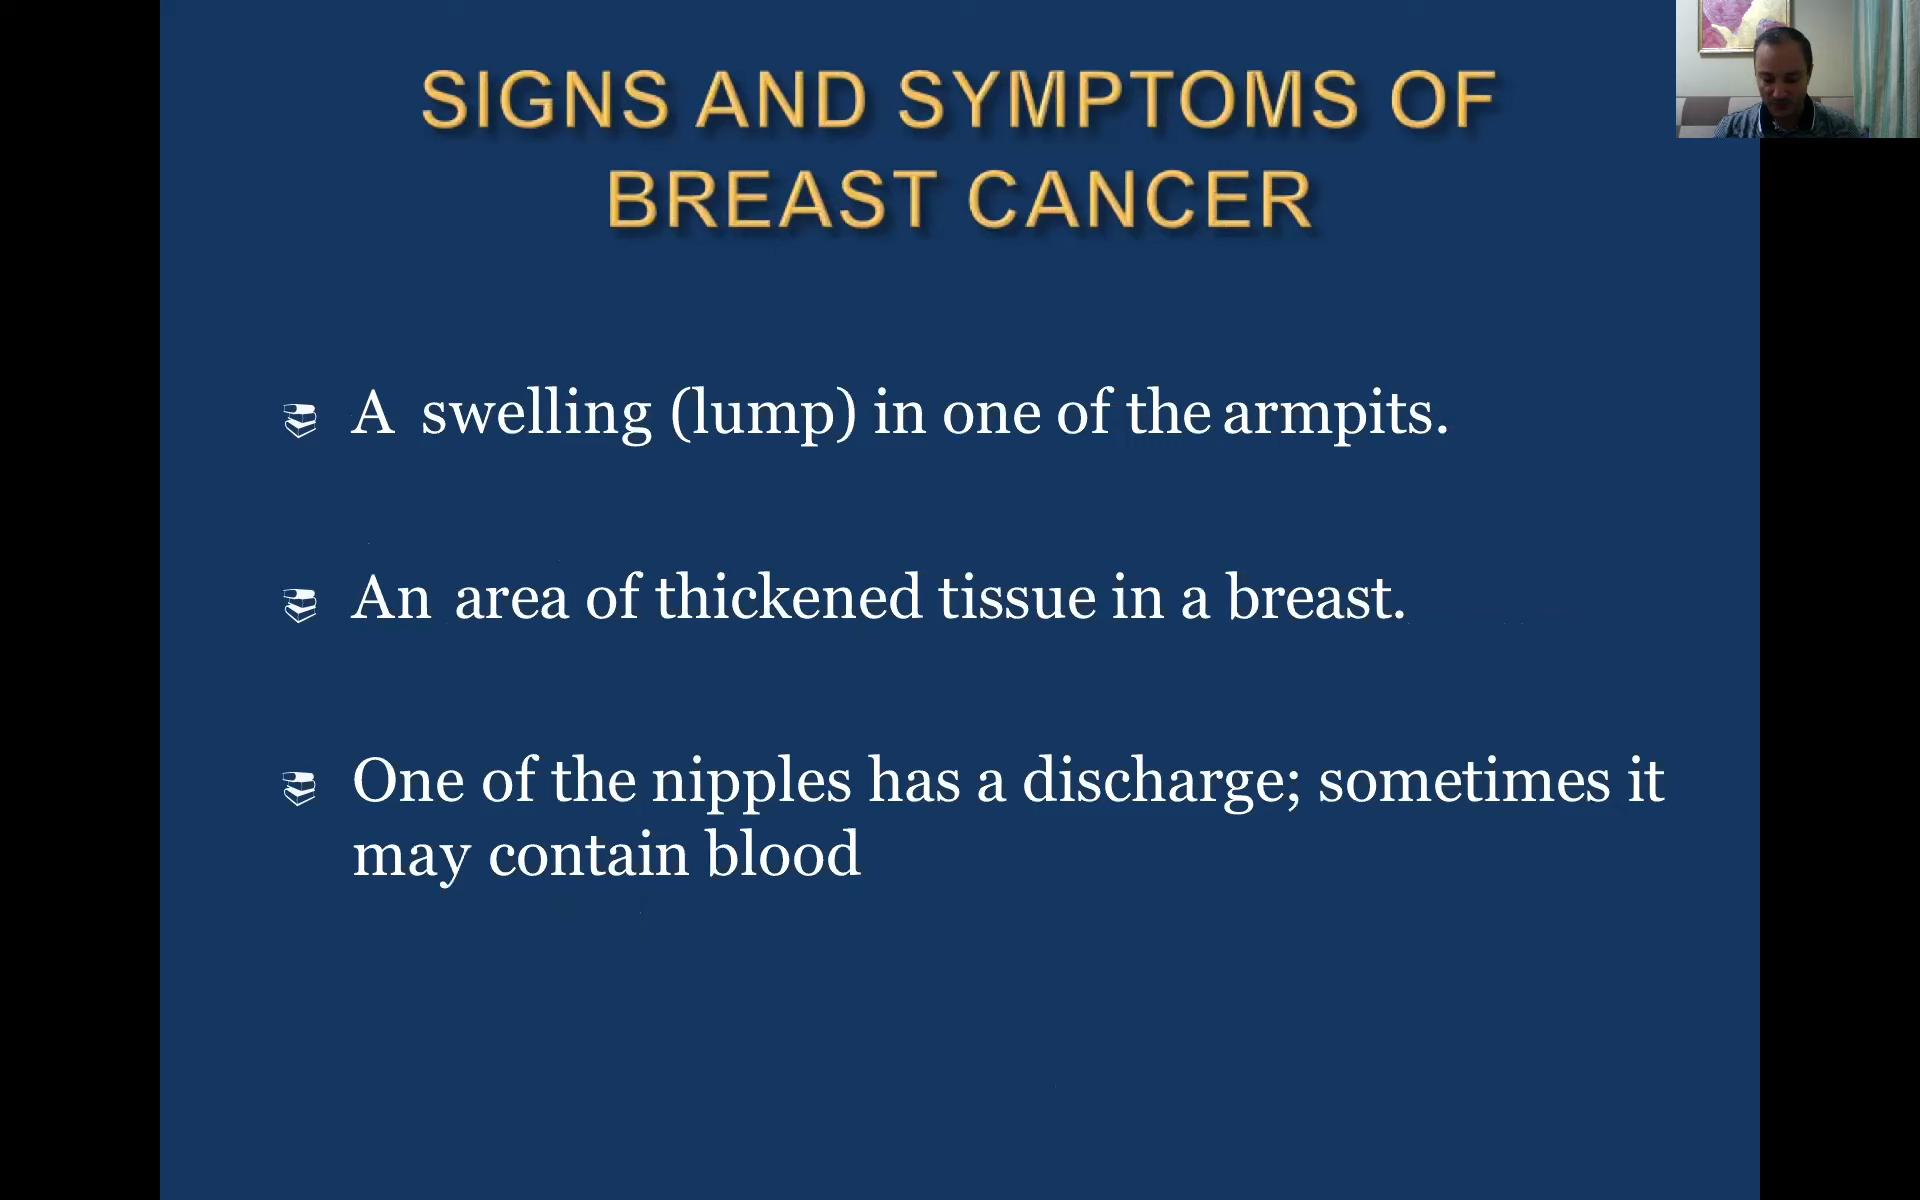 SIGNS AND SYMPTOMS OF
BREAST CANCER
A swelling (lump) in one of the armpits.
An area of thickened tissue in a breast.
One of the nipples has a discharge; sometimes it
may contain blood